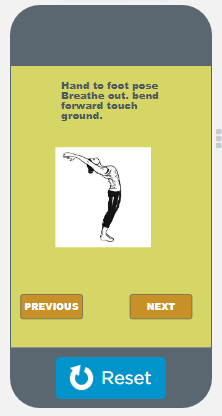 Hand to foot pose
Breathe out. bend
forward touch
ground.
PREVIOUS
NEXT
Reset